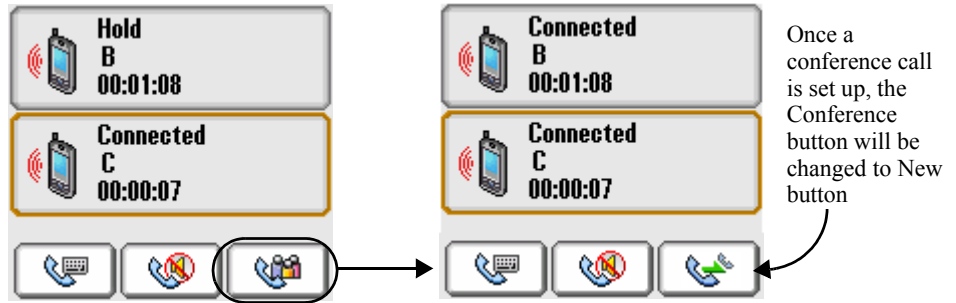 Hold
B
00:01:08
Connected
C
00:00:07
Connected
B
00:01:08
Connected
C
00:00:07
Once a
conference call
is set up, the
Conference
button will be
changed to New
button